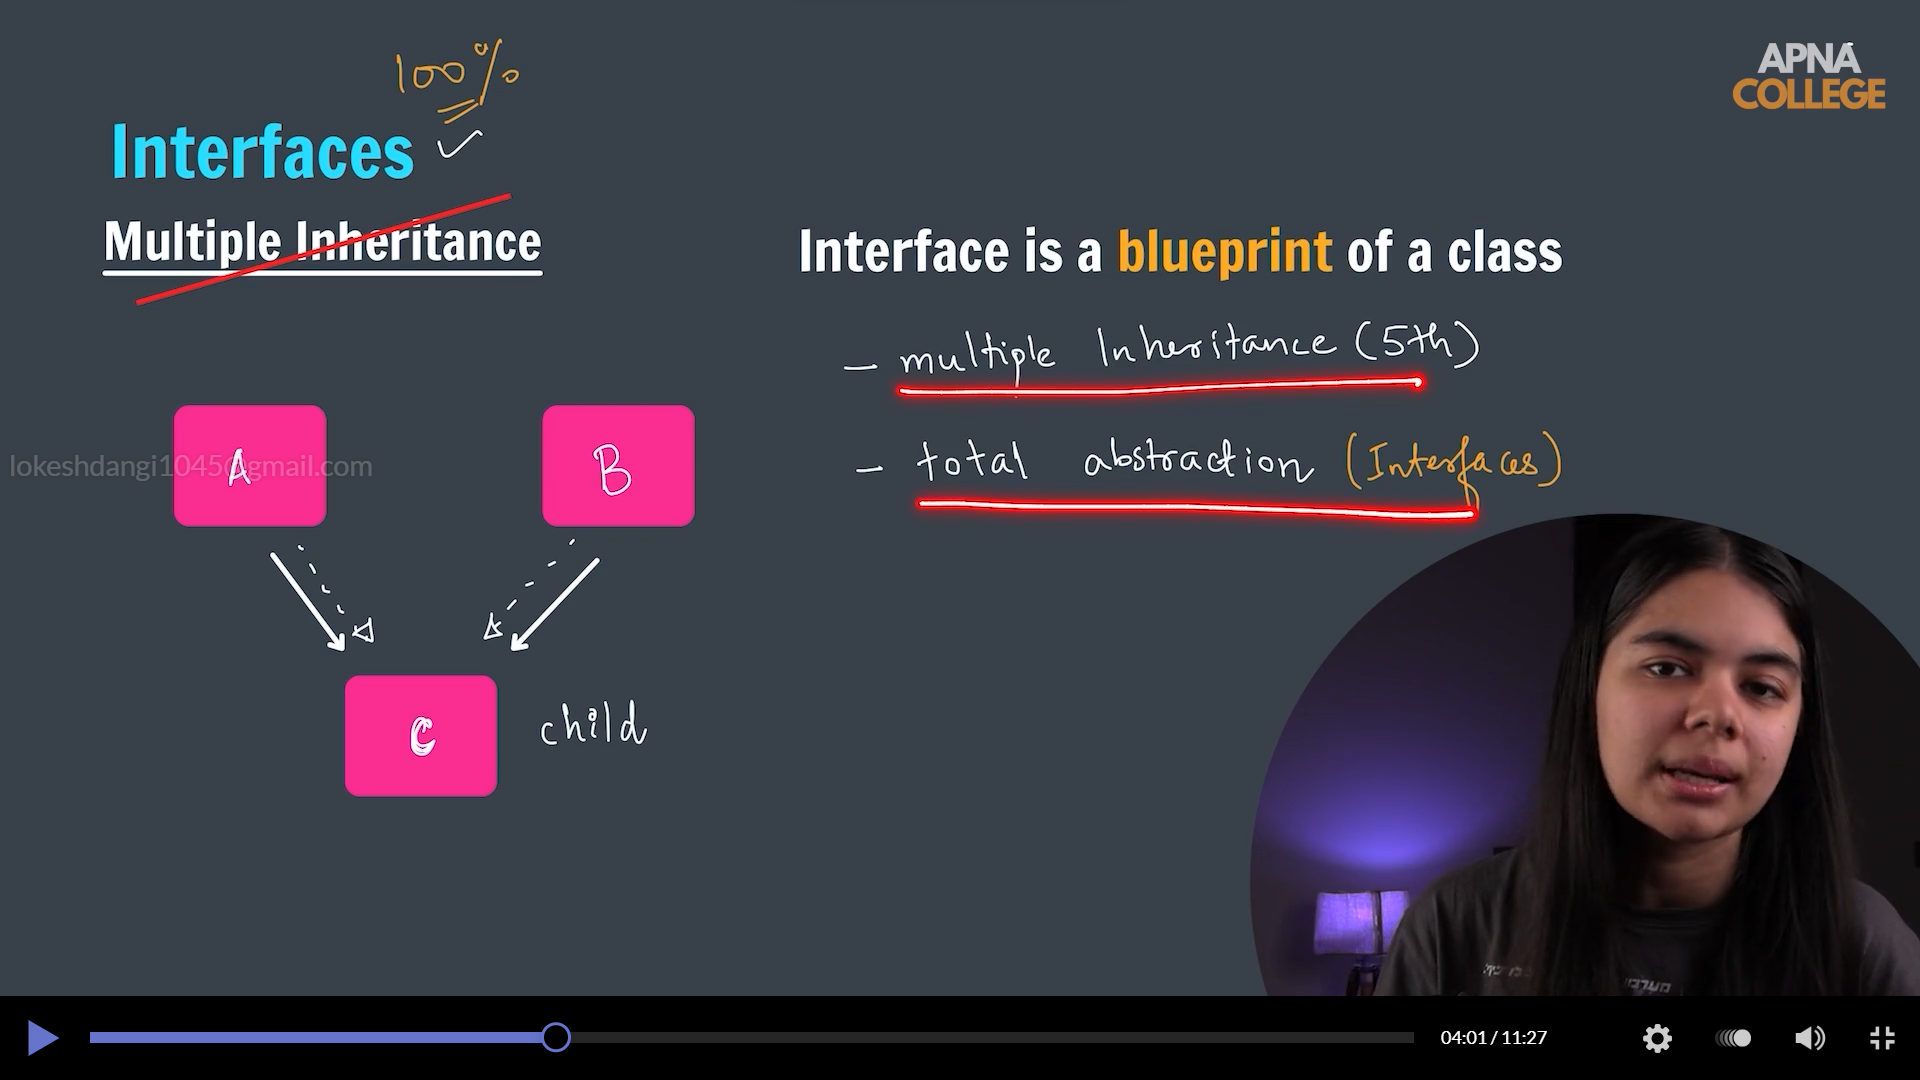 100%
APNA
COLLEGE
Interfaces
Multiple Inheritance
Interface is a blueprint of a class
– multiple Inheritance (5th)
– total abstraction (Interfaces)
A
B
lokeshdangi1045@gmail.com
C
child
04:01 / 11:27